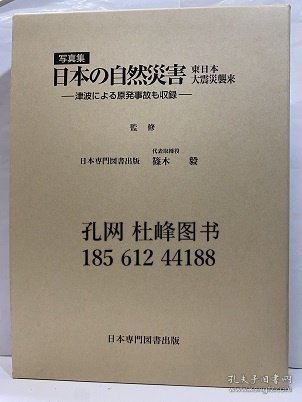 写真集
日本の自然災害 東日本
大震災襲来
―津波による原発事故も収録―
監修
代表取締役
日本専門図書出版 篠木 毅
孔网 杜峰图书
185 612 44188
日本専門図書出版
孔夫子旧书网